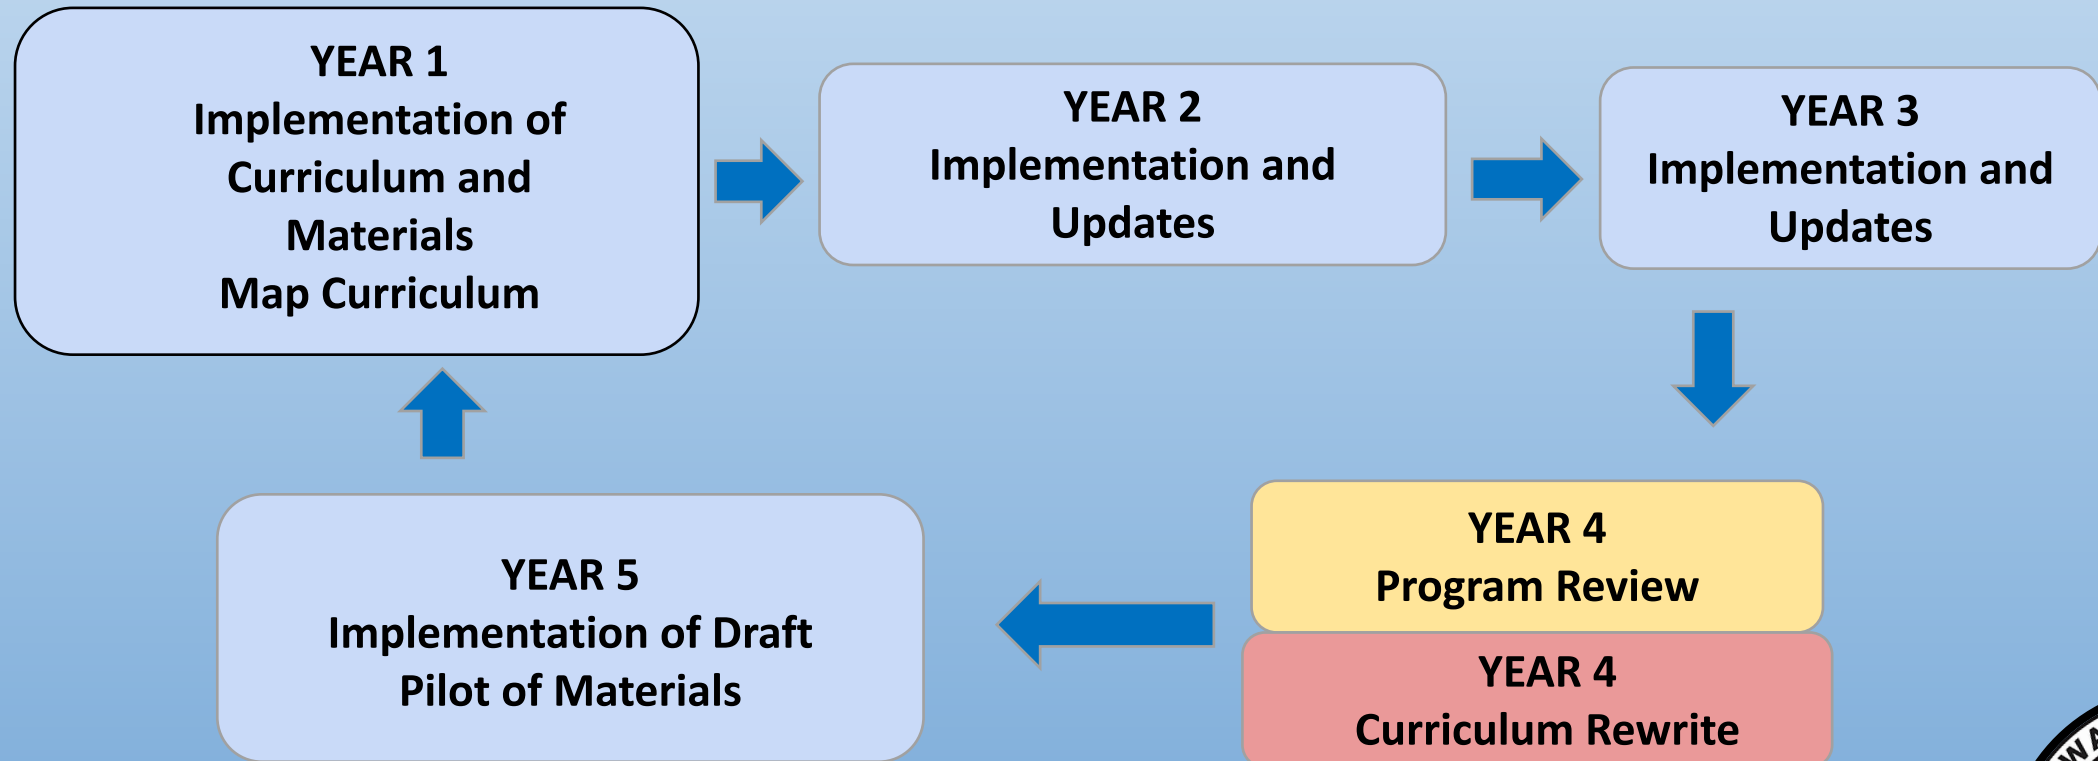 YEAR 1
Implementation of
Curriculum and
Materials
Map Curriculum
YEAR 2
Implementation and
Updates
YEAR 3
Implementation and
Updates
YEAR 4
Program Review
YEAR 4
Curriculum Rewrite
YEAR 5
Implementation of Draft
Pilot of Materials